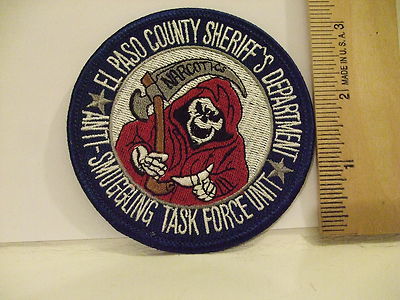 EL PASO COUNTY SHERIFF'S DEPARTMENT
NARCOTICS
ANTI-SMUGGLING TASK FORCE UNIT
3
2
1
MADE IN U.S.A.